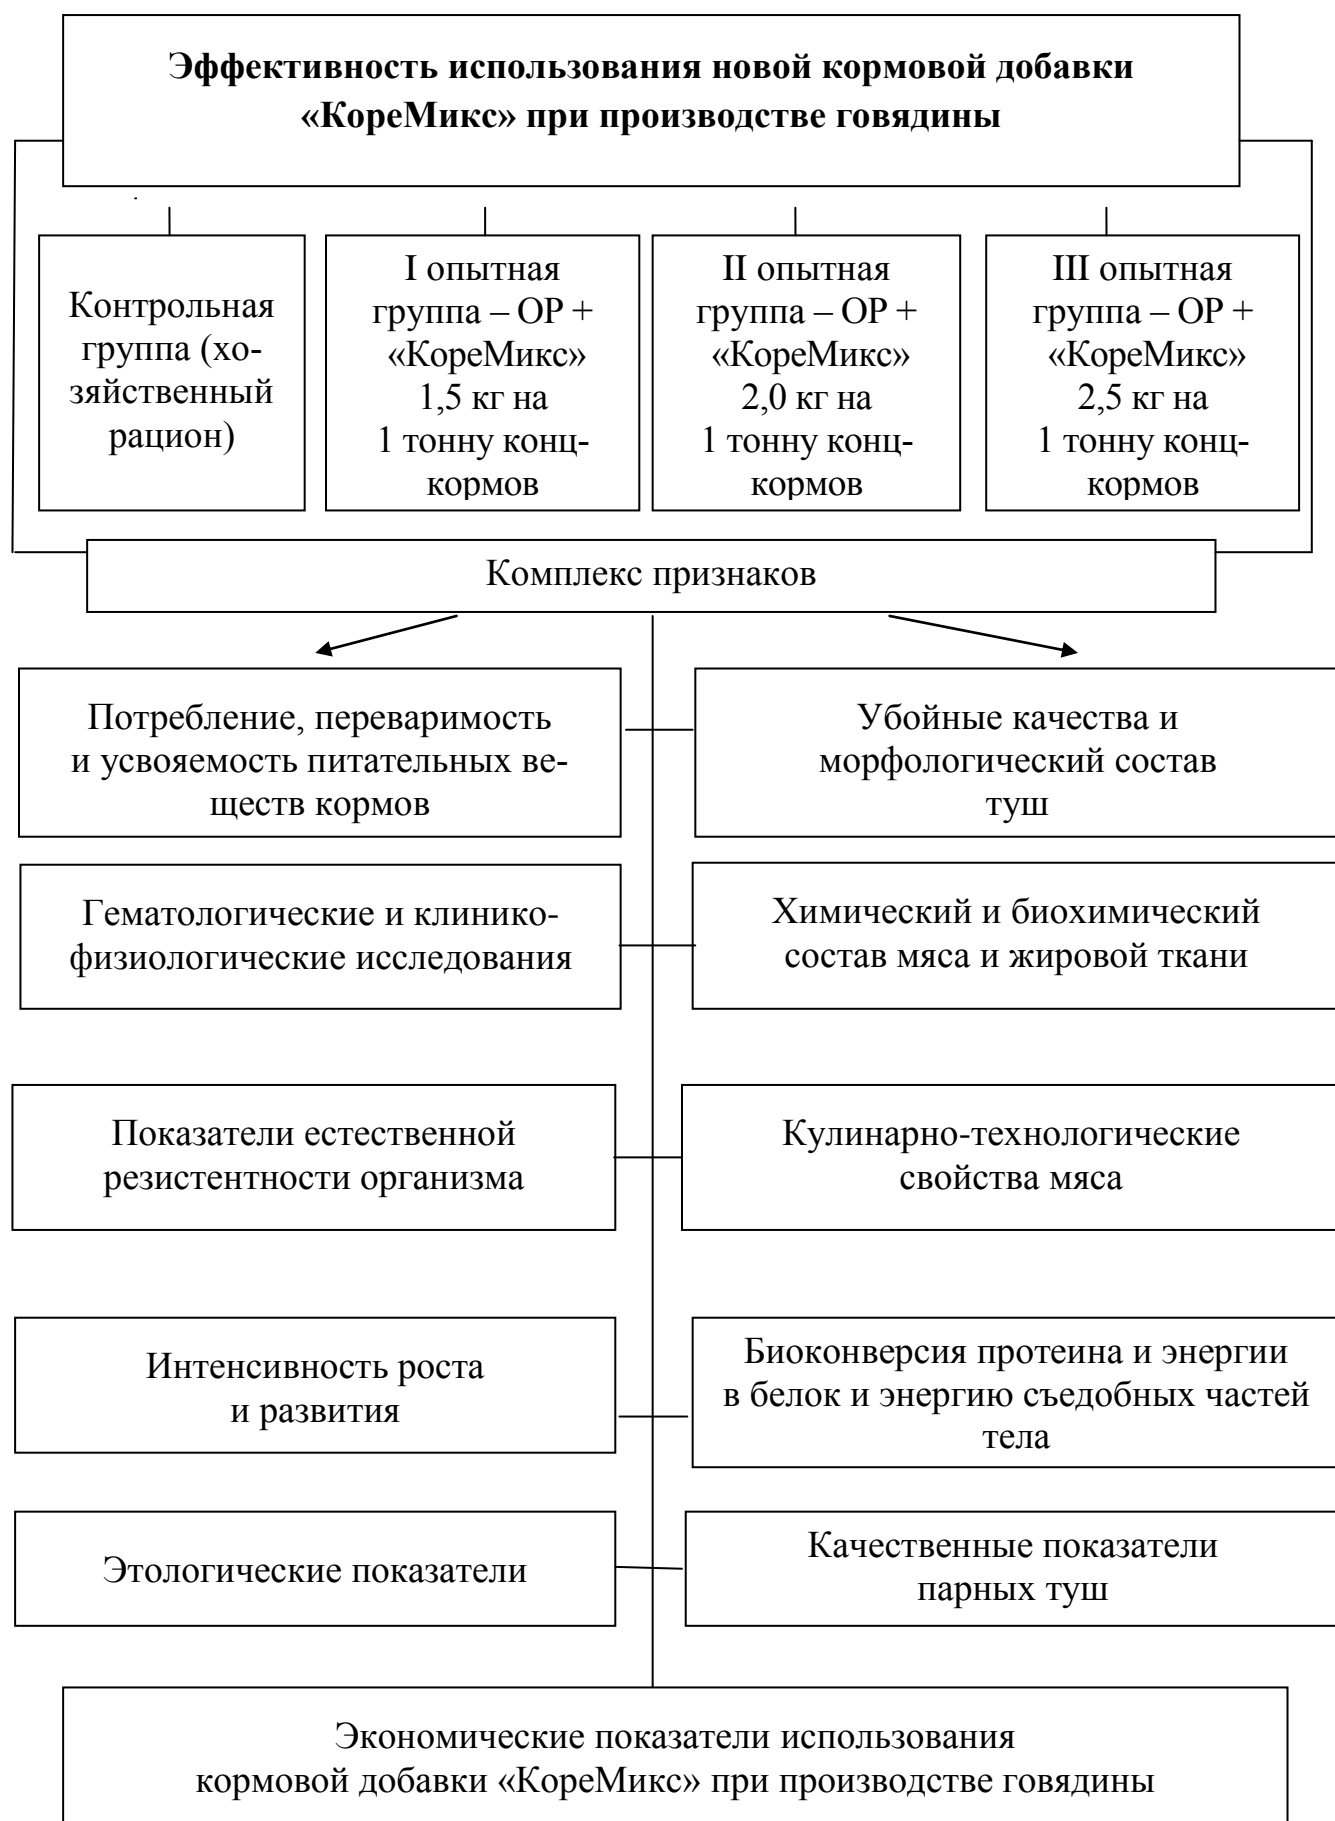 Эффективность использования новой кормовой добавки
«КореМикс» при производстве говядины
Контрольная
группа (хо-
зяйственный
рацион)
I опытная
группа – ОР +
«КореМикс»
1,5 кг на
1 тонну конц-
кормов
II опытная
группа – ОР +
«КореМикс»
2,0 кг на
1 тонну конц-
кормов
III опытная
группа – ОР +
«КореМикс»
2,5 кг на
1 тонну конц-
кормов
Комплекс признаков
Потребление, переваримость
и усвояемость питательных ве-
ществ кормов
Убойные качества и
морфологический состав
туш
Гематологические и клинико-
физиологические исследования
Химический и биохимический
состав мяса и жировой ткани
Показатели естественной
резистентности организма
Кулинарно-технологические
свойства мяса
Интенсивность роста
и развития
Биоконверсия протеина и энергии
в белок и энергию съедобных частей
тела
Этологические показатели
Качественные показатели
парных туш
Экономические показатели использования
кормовой добавки «КореМикс» при производстве говядины